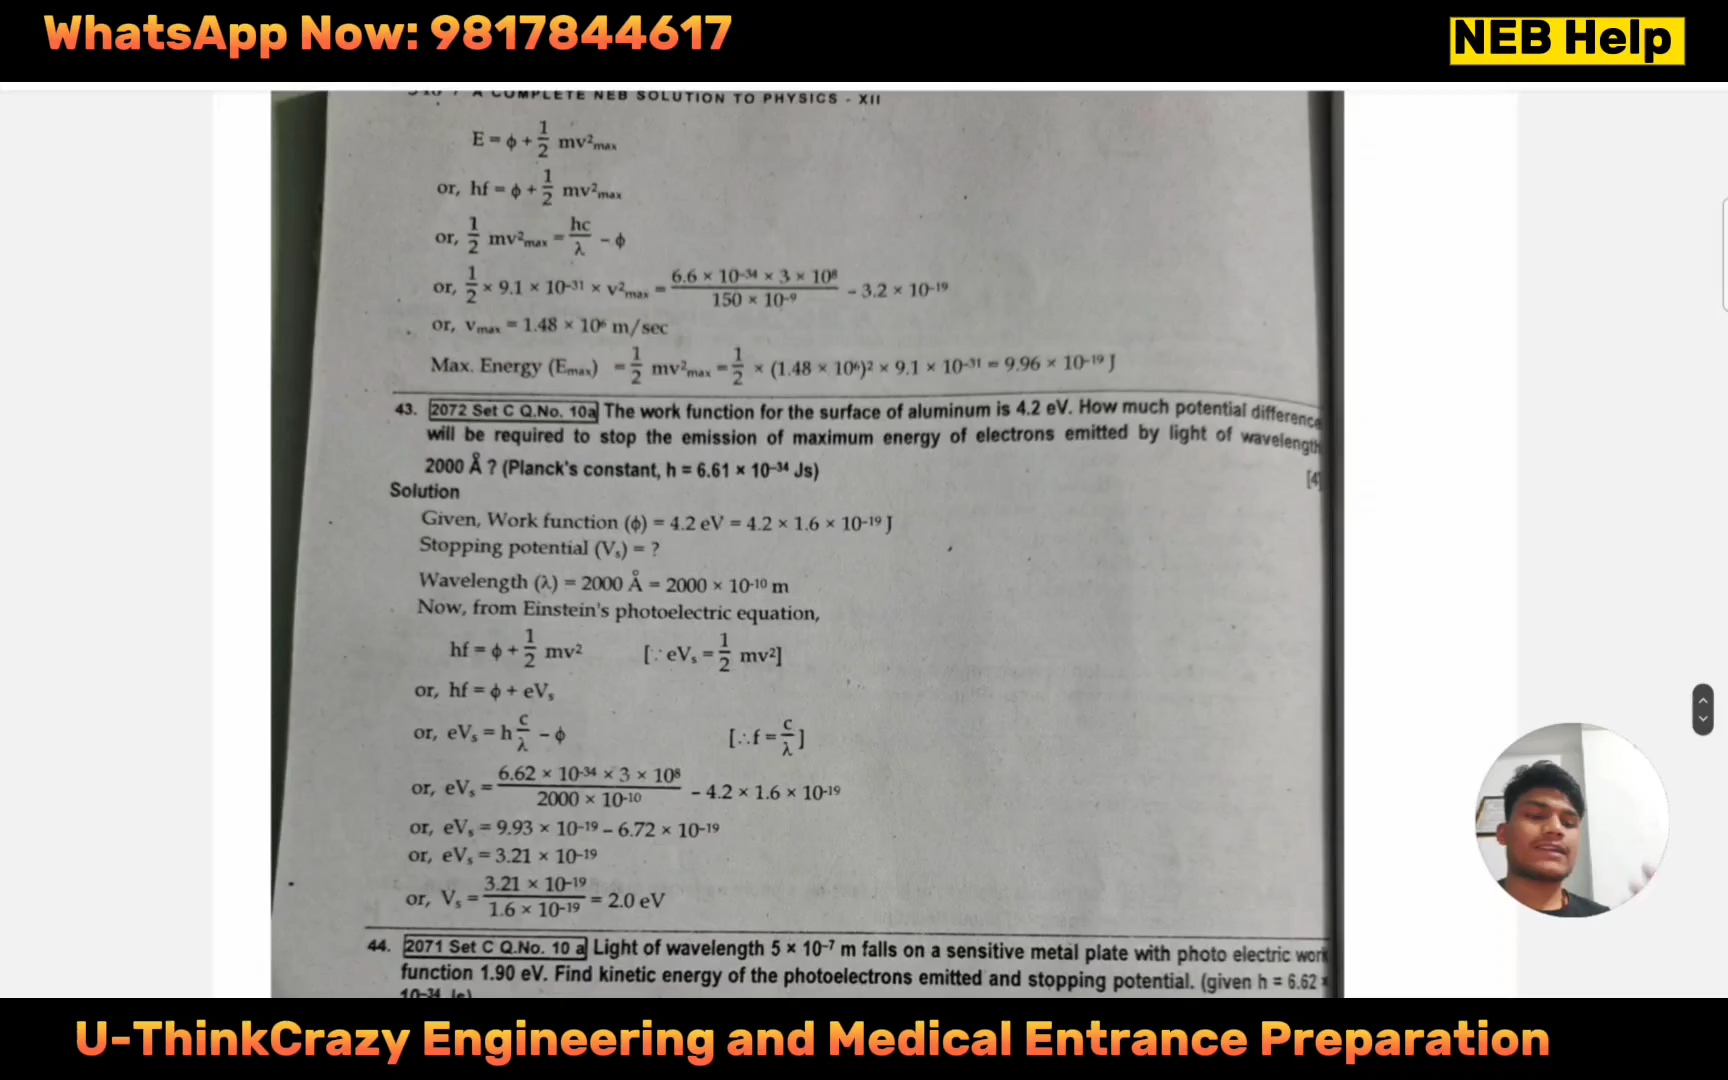 WhatsApp Now: 9817844617
NEB Help
A COMPLETE NEB SOLUTION TO PHYSICS - XII
E = ϕ + 1/2 mv²max
or, hf = ϕ + 1/2 mv²max
or, 1/2 mv²max = hc/λ - ϕ
or, 1/2 × 9.1 × 10⁻³¹ × v²max = 6.6 × 10⁻³⁴ × 3 × 10⁸ / 150 × 10⁻⁹ - 3.2 × 10⁻¹⁹
or, vmax = 1.48 × 10⁶ m/sec
Max. Energy (Emax) = 1/2 mv²max = 1/2 × (1.48 × 10⁶)² × 9.1 × 10⁻³¹ = 9.96 × 10⁻¹⁹ J
43. 2072 Set C Q.No. 10a The work function for the surface of aluminum is 4.2 eV. How much potential difference
will be required to stop the emission of maximum energy of electrons emitted by light of wavelength
2000 Å ? (Planck's constant, h = 6.61 × 10⁻³⁴ Js) [4]
Solution
Given, Work function (ϕ) = 4.2 eV = 4.2 × 1.6 × 10⁻¹⁹ J
Stopping potential (Vs) = ?
Wavelength (λ) = 2000 Å = 2000 × 10⁻¹⁰ m
Now, from Einstein's photoelectric equation,
hf = ϕ + 1/2 mv² [∵ eVs = 1/2 mv²]
or, hf = ϕ + eVs
or, eVs = h c/λ - ϕ [∴ f = c/λ]
or, eVs = 6.62 × 10⁻³⁴ × 3 × 10⁸ / 2000 × 10⁻¹⁰ - 4.2 × 1.6 × 10⁻¹⁹
or, eVs = 9.93 × 10⁻¹⁹ – 6.72 × 10⁻¹⁹
or, eVs = 3.21 × 10⁻¹⁹
or, Vs = 3.21 × 10⁻¹⁹ / 1.6 × 10⁻¹⁹ = 2.0 eV
44. 2071 Set C Q.No. 10 a Light of wavelength 5 × 10⁻⁷ m falls on a sensitive metal plate with photo electric work
function 1.90 eV. Find kinetic energy of the photoelectrons emitted and stopping potential. (given h = 6.62 ×
10⁻³⁴ Js)
U-ThinkCrazy Engineering and Medical Entrance Preparation